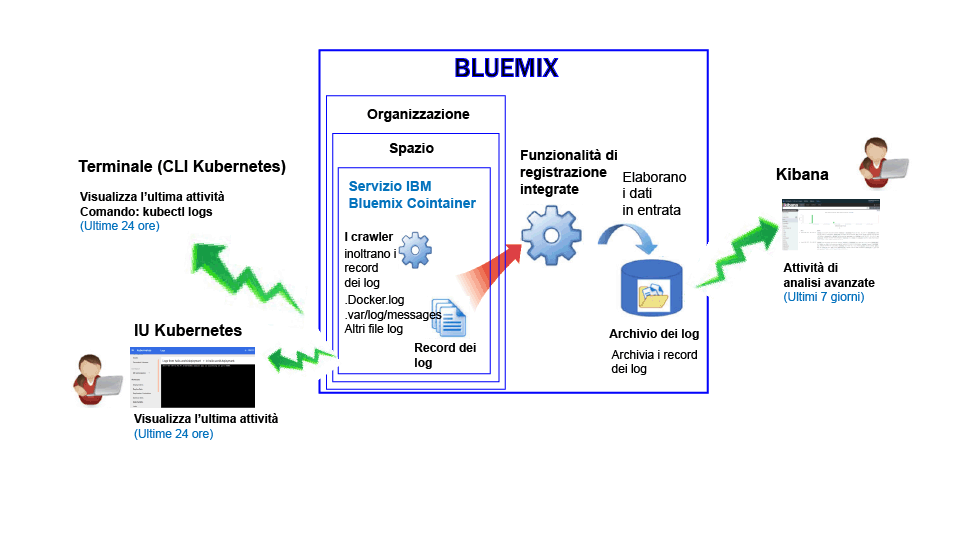 BLUEMIX
Organizzazione
Spazio
Servizio IBM
Bluemix Cointainer
I crawler
inoltrano i
record
dei log
.Docker.log
.var/log/messages
Altri file log
Record dei
log
Funzionalità di
registrazione
integrate
Elaborano
i dati
in entrata
Archivio dei log
Archivia i record
dei log
Terminale (CLI Kubernetes)
Visualizza l'ultima attività
Comando: kubectl logs
(Ultime 24 ore)
IU Kubernetes
Visualizza l'ultima attività
(Ultime 24 ore)
Kibana
kibana
Attività di
analisi avanzate
(Ultimi 7 giorni)